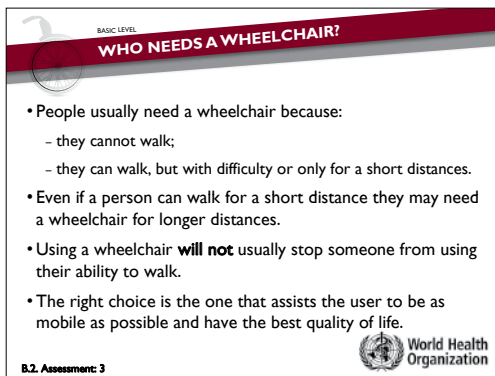 BASIC LEVEL
WHO NEEDS A WHEELCHAIR?
• People usually need a wheelchair because:
– they cannot walk;
– they can walk, but with difficulty or only for a short distances.
• Even if a person can walk for a short distance they may need
a wheelchair for longer distances.
• Using a wheelchair will not usually stop someone from using
their ability to walk.
• The right choice is the one that assists the user to be as
mobile as possible and have the best quality of life.
World Health
Organization
B.2. Assessment: 3